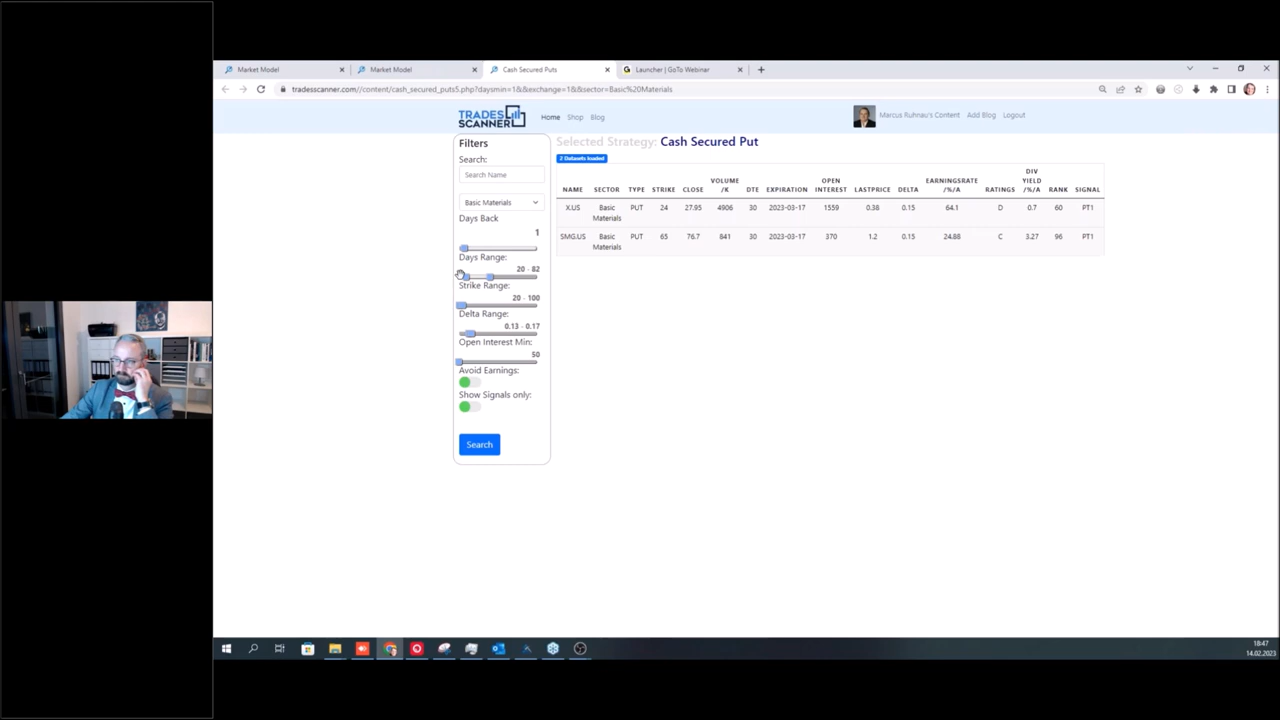 Market Model
Market Model
Cash Secured Puts
Launcher | GoTo Webinar
tradesscanner.com//content/cash_secured_puts5.php?daysmin=1&&exchange=1&&sector=Basic%20Materials
TRADES
SCANNER
Home
Shop
Blog
Marcus Ruhnau's Content
Add Blog
Logout
Filters
Search:
Search Name
Basic Materials
Days Back
1
Days Range:
20 - 82
Strike Range:
20 - 100
Delta Range:
0.13 - 0.17
Open Interest Min:
50
Avoid Earnings:
Show Signals only:
Search
Selected Strategy: Cash Secured Put
2 Datasets loaded
NAME SECTOR TYPE STRIKE CLOSE VOLUME /K DTE EXPIRATION OPEN INTEREST LASTPRICE DELTA EARNINGSRATE /%/A RATINGS DIV YIELD /%/A RANK SIGNAL
X.US Basic Materials PUT 24 27.95 4906 30 2023-03-17 1559 0.38 0.15 64.1 D 0.7 60 PT1
SMG.US Basic Materials PUT 65 76.7 841 30 2023-03-17 370 1.2 0.15 24.88 C 3.27 96 PT1
18:47
14.02.2023